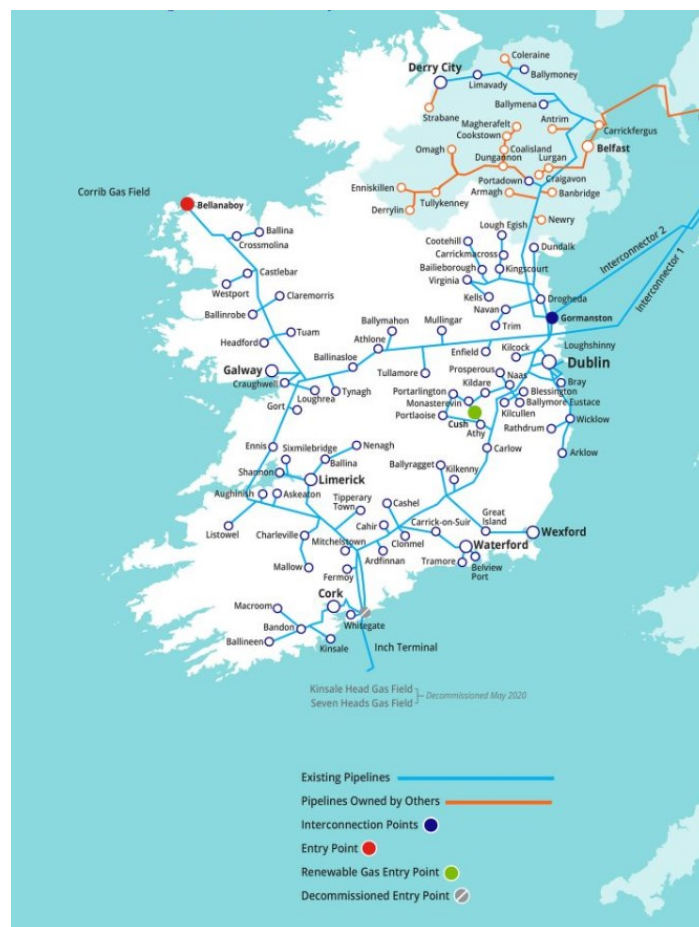 Coleraine
Derry City
Limavady
Ballymoney
Ballymena
Strabane
Magherafelt
Antrim
Cookstown
Carrickfergus
Omagh
Coalisland
Lurgan
Belfast
Dungannon
Portadown
Craigavon
Enniskillen
Armagh
Banbridge
Tullykenney
Derrylin
Newry
Corrib Gas Field
Bellanaboy
Lough Egish
Cootehill
Dundalk
Ballina
Carrickmacross
Crossmolina
Bailieborough
Kingscourt
Interconnector 2
Castlebar
Virginia
Interconnector 1
Westport
Claremorris
Kells
Drogheda
Navan
Ballinrobe
Ballymahon
Mullingar
Trim
Gormanston
Tuam
Headford
Athlone
Kilcock
Loughshinny
Ballinasloe
Enfield
Dublin
Galway
Tullamore
Prosperous
Naas
Craughwell
Kildare
Bray
Loughrea
Tynagh
Portarlington
Blessington
Monasterevin
Ballymore Eustace
Gort
Portlaoise
Kilcullen
Cush
Rathdrum
Wicklow
Athy
Ennis
Sixmilebridge
Nenagh
Carlow
Arklow
Ballina
Ballyragget
Kilkenny
Shannon
Limerick
Aughinish
Askeaton
Tipperary
Town
Cashel
Great
Island
Cahir
Carrick-on-Suir
Wexford
Listowel
Charleville
Mitchelstown
Clonmel
Waterford
Ardfinnan
Tramore
Belview
Port
Mallow
Fermoy
Cork
Macroom
Bandon
Whitegate
Ballineen
Kinsale
Inch Terminal
Kinsale Head Gas Field
Seven Heads Gas Field
Decommissioned May 2020
Existing Pipelines
Pipelines Owned by Others
Interconnection Points
Entry Point
Renewable Gas Entry Point
Decommissioned Entry Point